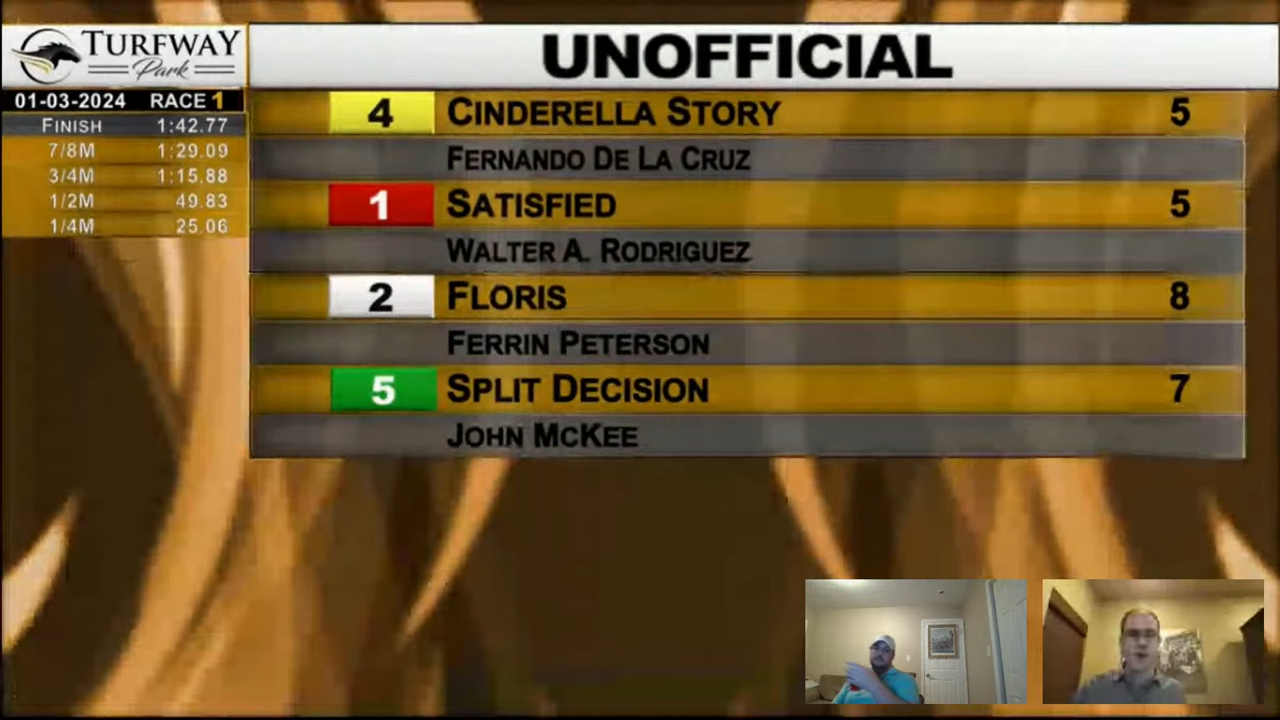 TURFWAY
Park
01-03-2024 RACE 1
FINISH 1:42.77
7/8M 1:29.09
3/4M 1:15.88
1/2M 49.83
1/4M 25.06
UNOFFICIAL
4 CINDERELLA STORY 5
FERNANDO DE LA CRUZ
1 SATISFIED 5
WALTER A. RODRIGUEZ
2 FLORIS 8
FERRIN PETERSON
5 SPLIT DECISION 7
JOHN MCKEE